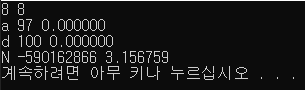 8 8
a 97 0.000000
d 100 0.000000
N -590162866 3.156759
계속하려면 아무 키나 누르십시오 . . .